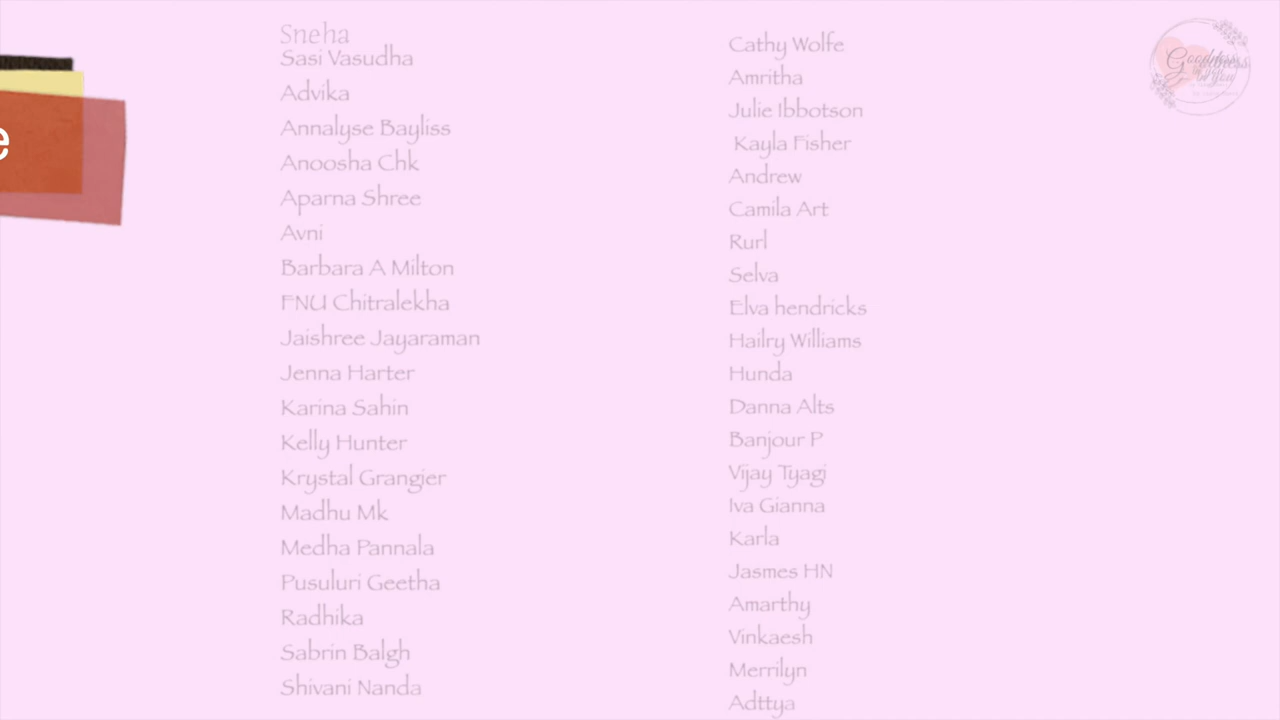 e
Sneha
Sasi Vasudha
Advika
Annalyse Bayliss
Anoosha Chk
Aparna Shree
Avni
Barbara A Milton
FNU Chitralekha
Jaishree Jayaraman
Jenna Harter
Karina Sahin
Kelly Hunter
Krystal Grangier
Madhu Mk
Medha Pannala
Pusuluri Geetha
Radhika
Sabrin Balgh
Shivani Nanda
Cathy Wolfe
Amritha
Julie Ibbotson
Kayla Fisher
Andrew
Camila Art
Rurl
Selva
Elva hendricks
Hailry Williams
Hunda
Danna Alts
Banjour P
Vijay Tyagi
Iva Gianna
Karla
Jasmes HN
Amarthy
Vinkaesh
Merrilyn
Adttya